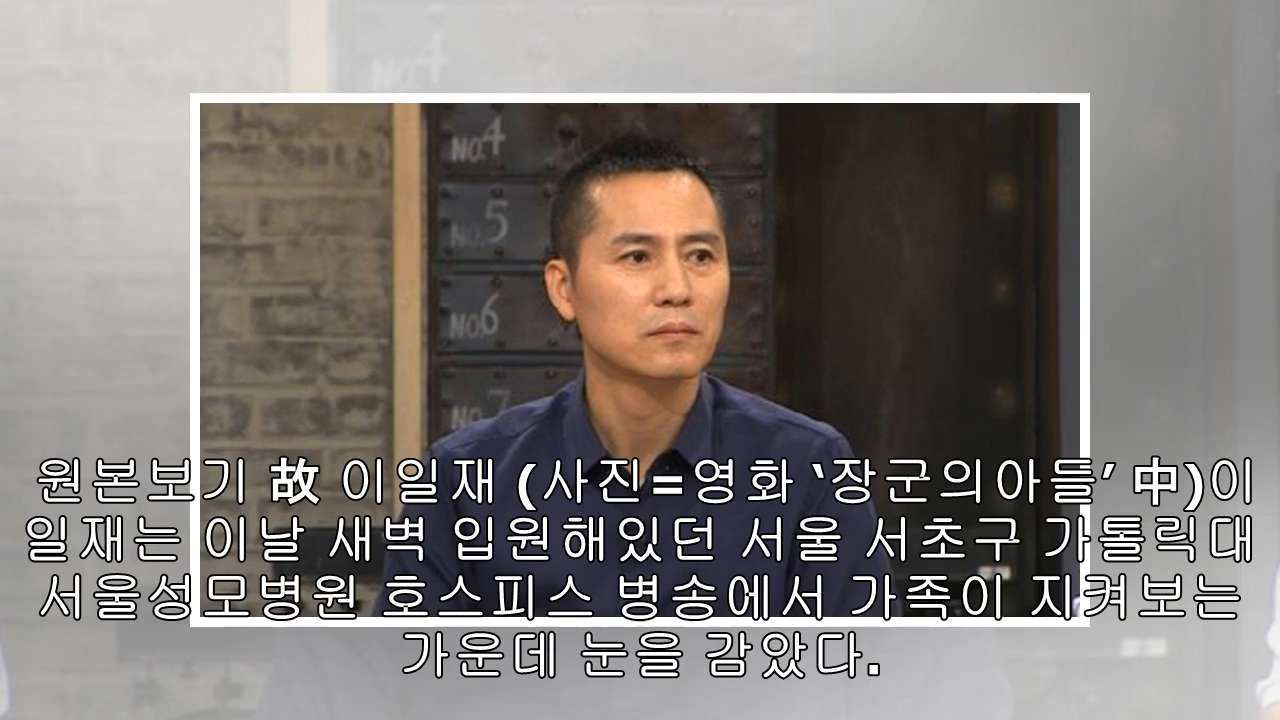 No.4
No.4
No.5
No.6
No.7
원본보기 故 이일재 (사진=영화 ‘장군의아들’ 中)이
일재는 이날 새벽 입원해있던 서울 서초구 가톨릭대
서울성모병원 호스피스 병송에서 가족이 지켜보는
가운데 눈을 감았다.